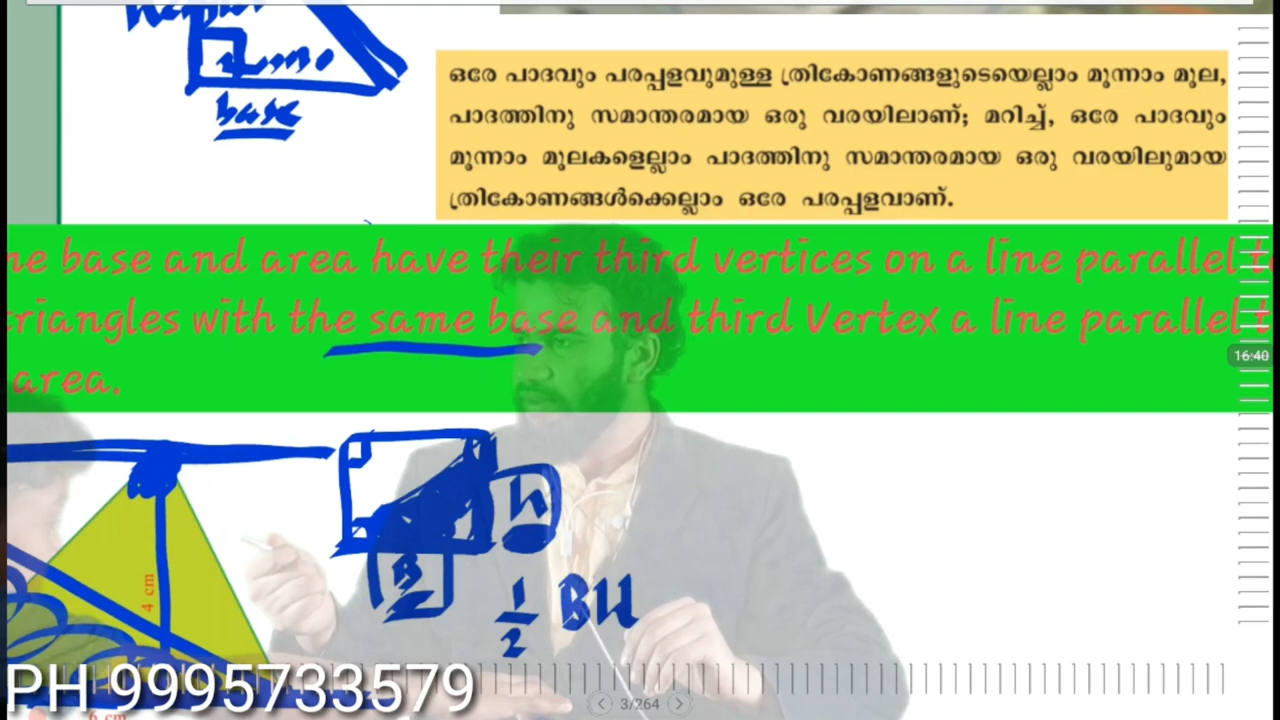 base
ഒരേ പാദവും പരപ്പളവുമുള്ള ത്രികോണങ്ങളുടെയെല്ലാം മൂന്നാം മൂല,
പാദത്തിനു സമാന്തരമായ ഒരു വരയിലാണ്; മറിച്ച്, ഒരേ പാദവും
മൂന്നാം മൂലകളെല്ലാം പാദത്തിനു സമാന്തരമായ ഒരു വരയിലുമായ
ത്രികോണങ്ങൾക്കെല്ലാം ഒരേ പരപ്പളവാണ്.
ne base and area have their third vertices on a line parallel t
triangles with the same base and third Vertex a line parallel t
16:40
area.
h
B
1/2 BH
4 cm
PH 9995733579
3/264
6 cm